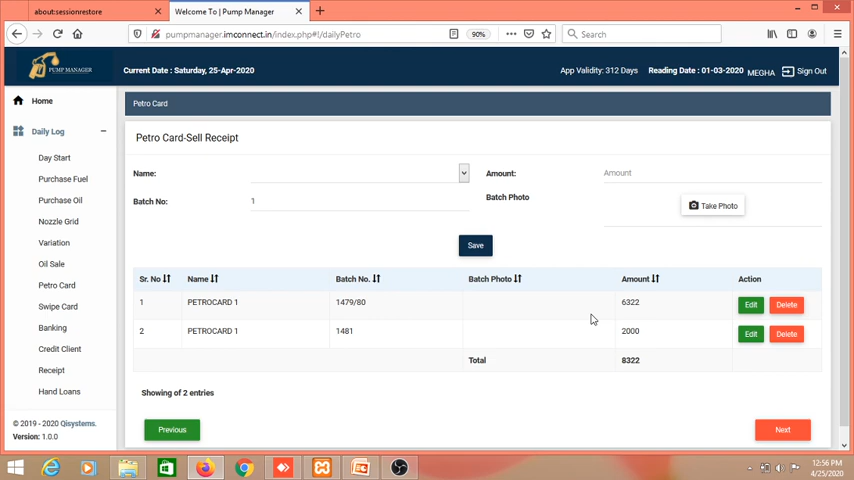 about:sessionrestore
Welcome To | Pump Manager
pumpmanager.imconnect.in/index.php#!/dailyPetro
90%
Search
PUMP MANAGER
Current Date : Saturday, 25-Apr-2020
App Validity: 312 Days
Reading Date : 01-03-2020
MEGHA
Sign Out
Home
Daily Log
Day Start
Purchase Fuel
Purchase Oil
Nozzle Grid
Variation
Oil Sale
Petro Card
Swipe Card
Banking
Credit Client
Receipt
Hand Loans
© 2019 - 2020 Qisystems.
Version: 1.0.0
Petro Card
Petro Card-Sell Receipt
Name:
Amount: Amount
Batch No: 1
Batch Photo
Take Photo
Save
Sr. No Name Batch No. Batch Photo Amount Action
1 PETROCARD 1 1479/80 6322 Edit Delete
2 PETROCARD 1 1481 2000 Edit Delete
Total 8322
Showing of 2 entries
Previous
Next
12:56 PM
4/25/2020